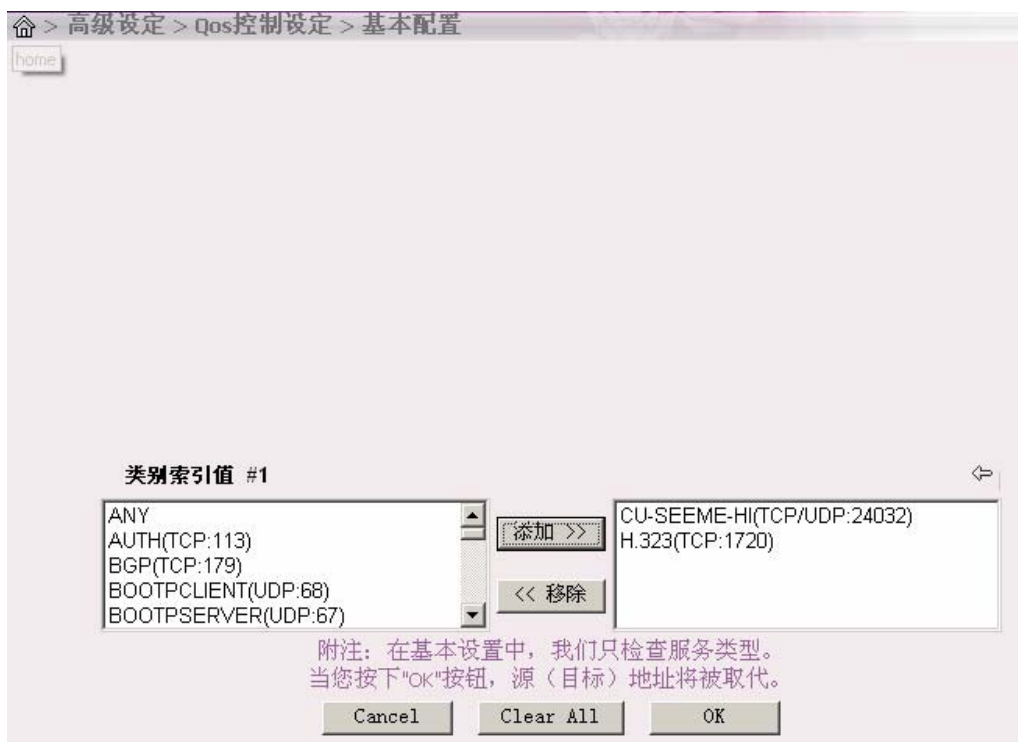 > 高级设定 > Qos控制设定 > 基本配置
home
类别索引值 #1
ANY
AUTH(TCP:113)
BGP(TCP:179)
BOOTPCLIENT(UDP:68)
BOOTPSERVER(UDP:67)
添加 >>
<< 移除
CU-SEEME-HI(TCP/UDP:24032)
H.323(TCP:1720)
附注：在基本设置中，我们只检查服务类型。
当您按下"OK"按钮，源（目标）地址将被取代。
Cancel
Clear All
OK